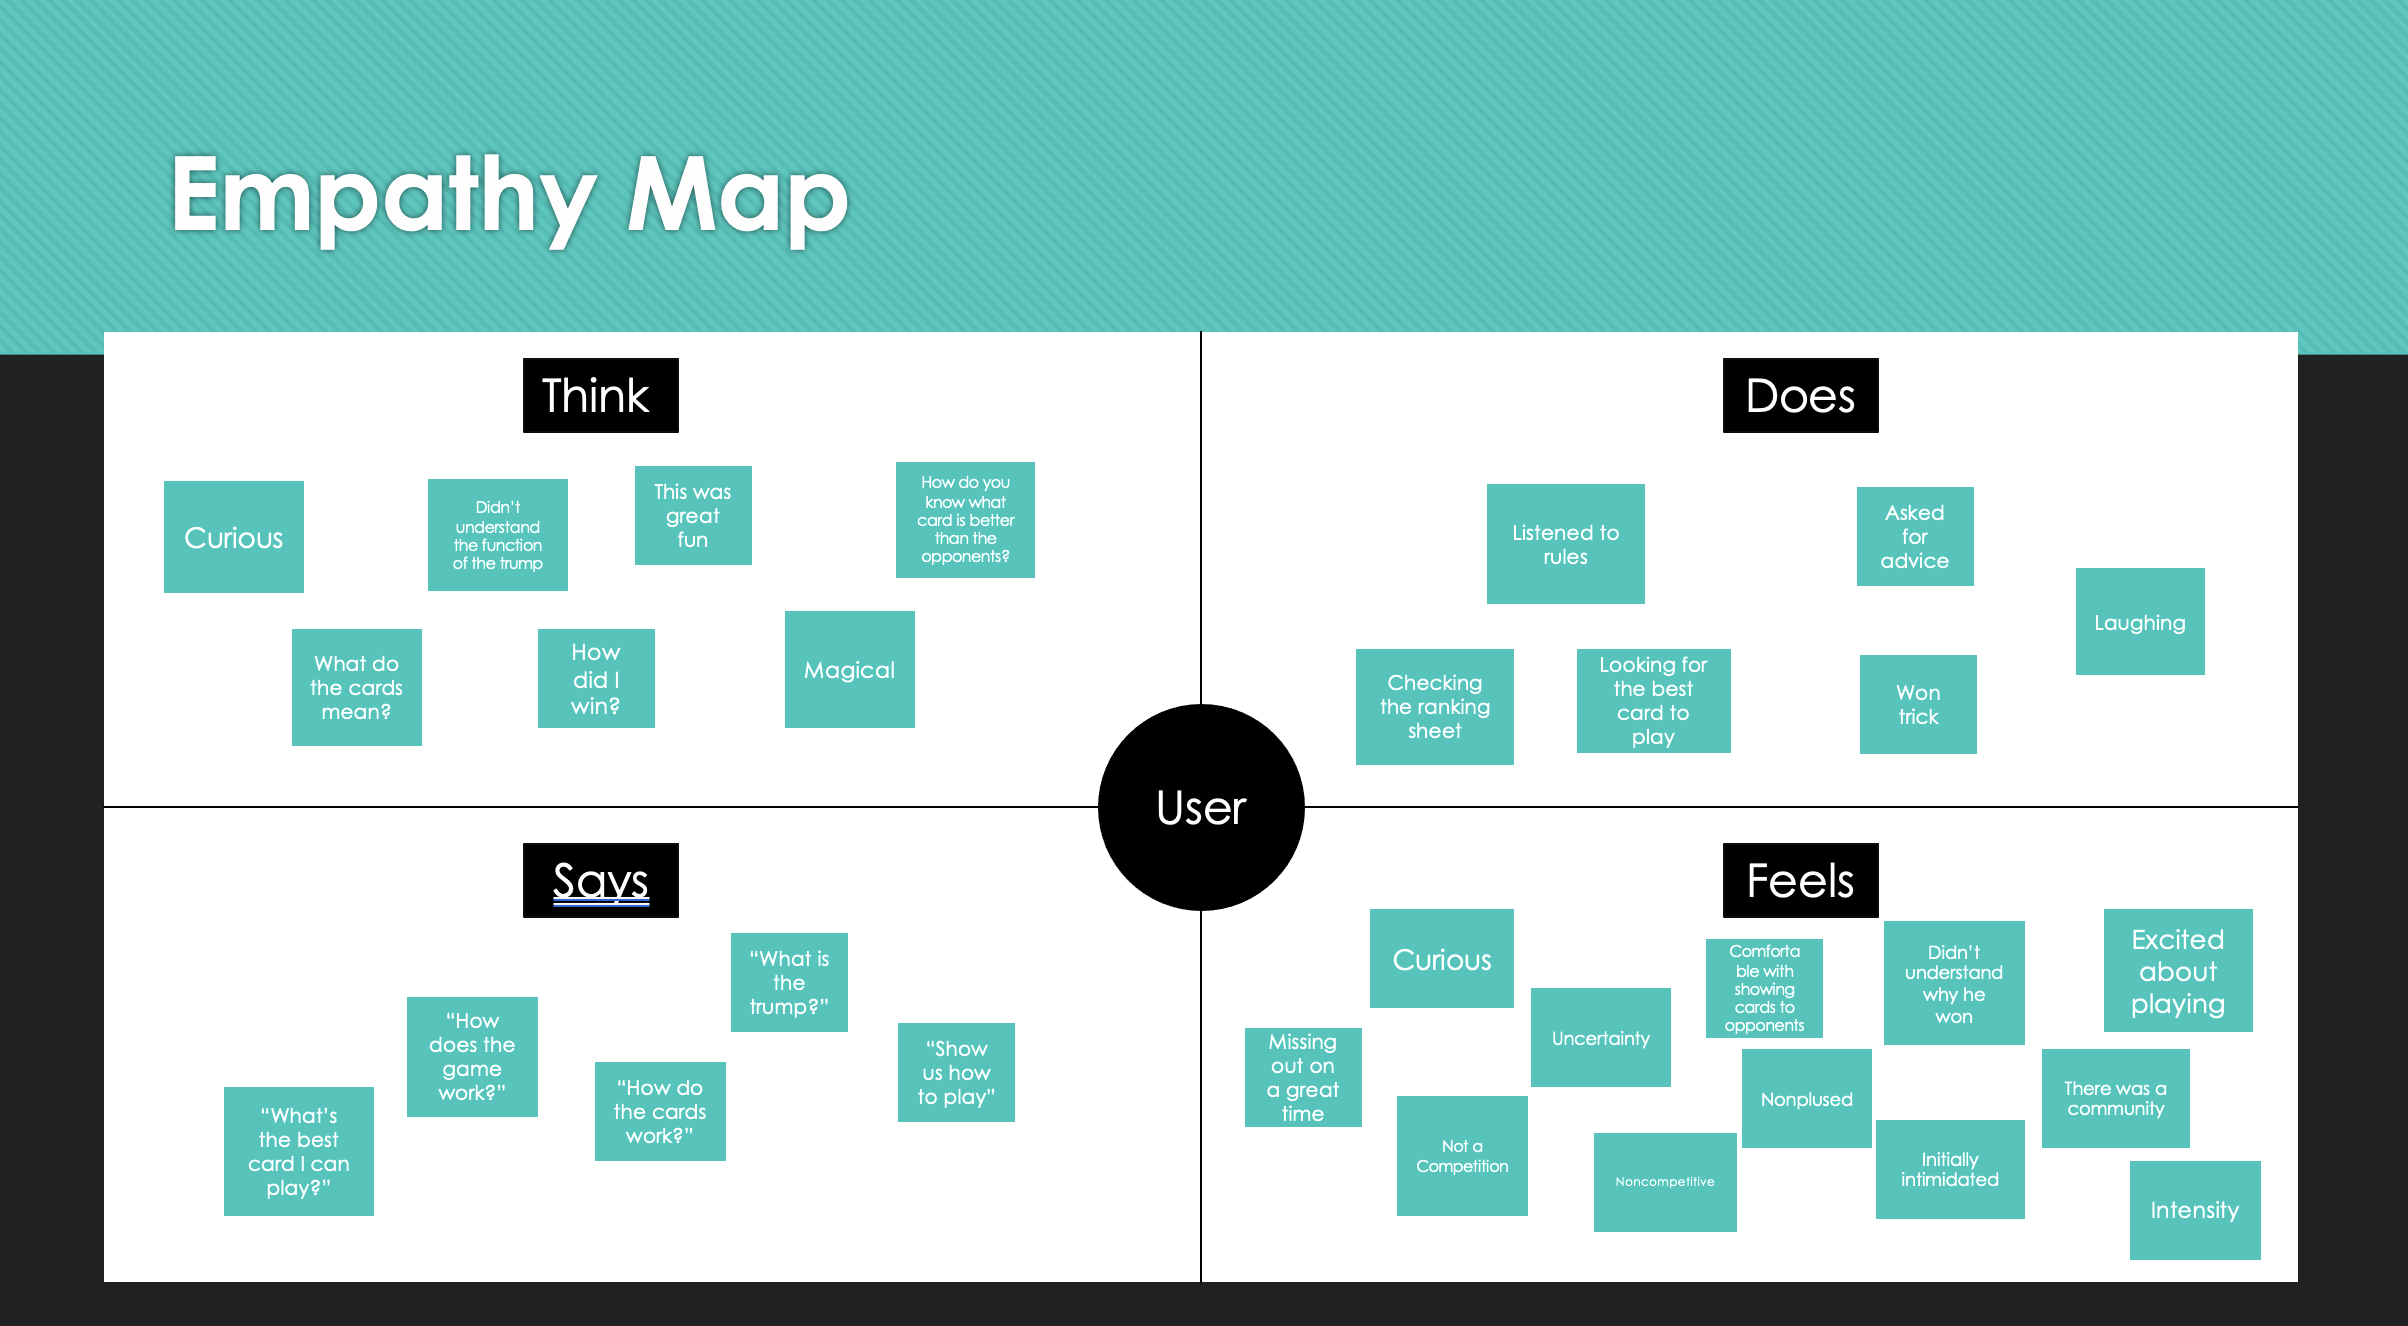 Empathy Map
Think
Curious
Didn't
understand
the function
of the trump
This was
great
fun
How do you
know what
card is better
than the
opponents?
What do
the cards
mean?
How
did I
win?
Magical
Does
Listened to
rules
Asked
for
advice
Laughing
Checking
the ranking
sheet
Looking for
the best
card to
play
Won
trick
User
Says
“What is
the
trump?”
“How
does the
game
work?”
“Show
us how
to play”
“How do
the cards
work?”
“What’s
the best
card I can
play?”
Feels
Curious
Comforta
ble with
showing
cards to
opponents
Didn’t
understand
why he
won
Excited
about
playing
Missing
out on
a great
time
Uncertainty
Nonplused
There was a
community
Not a
Competition
Noncompetitive
Initially
intimidated
Intensity